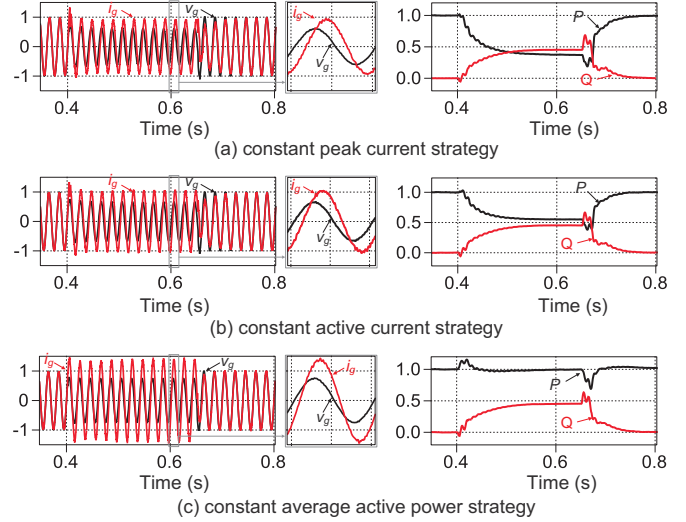 i_g v_g i_g P
1 1.0
0 v_g 0.5
-1 0.0 Q
0.4 0.6 0.8 0.4 0.6 0.8
Time (s) Time (s)
(a) constant peak current strategy
i_g v_g i_g P
1 1.0
0 0.5
-1 v_g 0.0 Q
0.4 0.6 0.8 0.4 0.6 0.8
Time (s) Time (s)
(b) constant active current strategy
i_g v_g i_g
1 1.0 P
0 v_g 0.5
-1 0.0 Q
0.4 0.6 0.8 0.4 0.6 0.8
Time (s) Time (s)
(c) constant average active power strategy